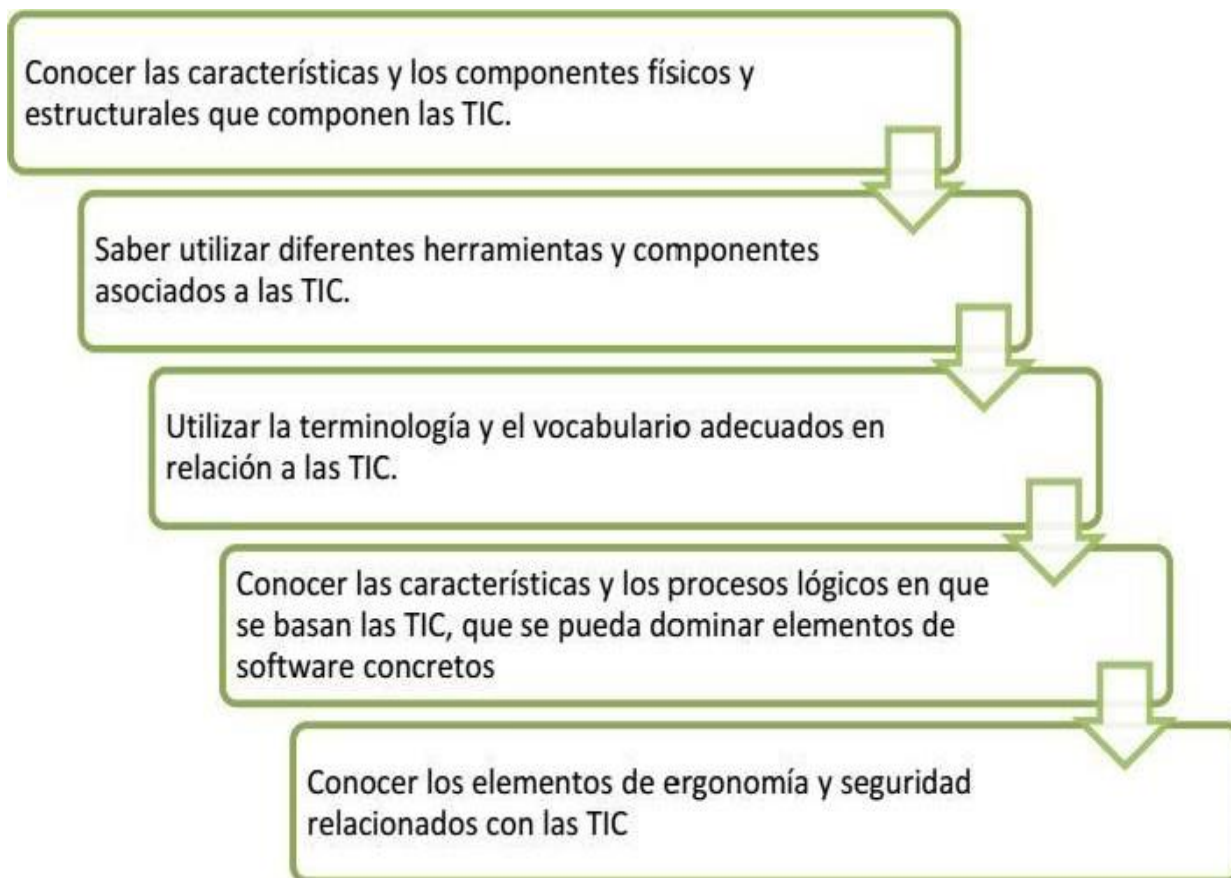 Conocer las características y los componentes físicos y
estructurales que componen las TIC.
Saber utilizar diferentes herramientas y componentes
asociados a las TIC.
Utilizar la terminología y el vocabulario adecuados en
relación a las TIC.
Conocer las características y los procesos lógicos en que
se basan las TIC, que se pueda dominar elementos de
software concretos
Conocer los elementos de ergonomía y seguridad
relacionados con las TIC